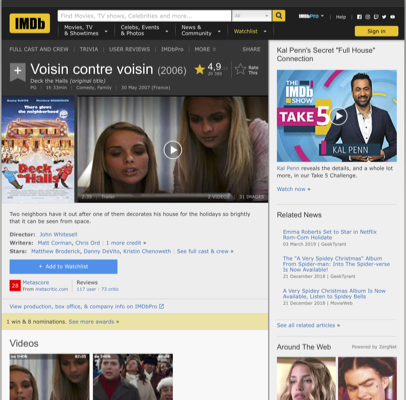 IMDb
Find Movies, TV shows, Celebrities and more...
All
IMDbPro
Help
Movies, TV
& Showtimes
Celebs, Events
& Photos
News &
Community
Watchlist
Sign in
FULL CAST AND CREW | TRIVIA | USER REVIEWS | IMDbPro | MORE
SHARE
Voisin contre voisin (2006)
Deck the Halls (original title)
PG | 1h 33min | Comedy, Family | 30 May 2007 (France)
4,9
Rate
This
There glows the
neighborhood
Deck the Halls
2:30 | Trailer
2 VIDEOS | 31 IMAGES
Two neighbors have it out after one of them decorates his house for the holidays so brightly
that it can be seen from space.
Director: John Whitesell
Writers: Matt Corman, Chris Ord | 1 more credit »
Stars: Matthew Broderick, Danny DeVito, Kristin Chenoweth | See full cast & crew »
+ Add to Watchlist
28
Metascore
From metacritic.com
Reviews
117 user | 73 critic
View production, box office, & company info on IMDbPro
1 win & 8 nominations. See more awards »
Videos
Kal Penn's Secret "Full House"
Connection
THE
IMDb
SHOW
TAKE 5
KAL PENN
Kal Penn reveals the details, and a whole lot
more, in our Take 5 Challenge.
Watch now »
Related News
Emma Roberts Set to Star in Netflix
Rom-Com Holidate
03 March 2019 | GeekTyrant
The "A Very Spidey Christmas" Album
From Spider-man: Into The Spider-verse
Is Now Available!
21 December 2018 | GeekTyrant
A Very Spidey Christmas Album Is Now
Available, Listen to Spidey Bells
21 December 2018 | MovieWeb
See all related articles »
Around The Web
Powered by ZergNet